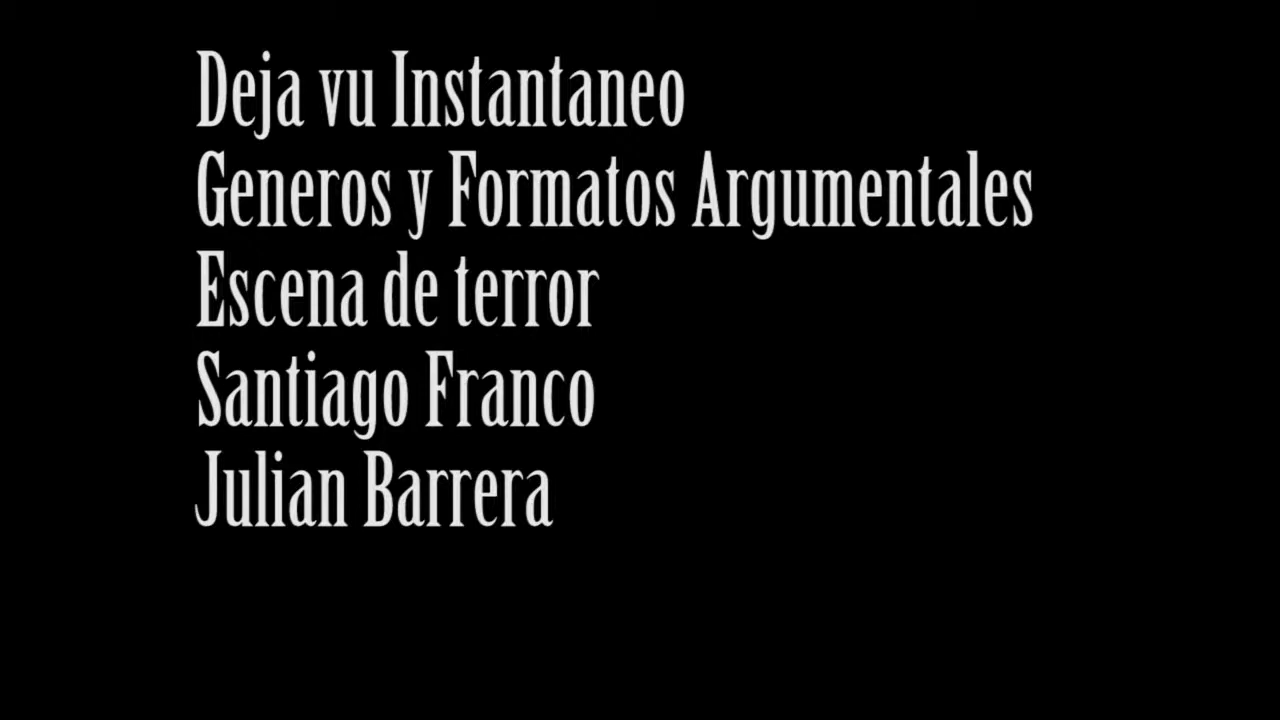 Deja vu Instantaneo
Generos y Formatos Argumentales
Escena de terror
Santiago Franco
Julian Barrera